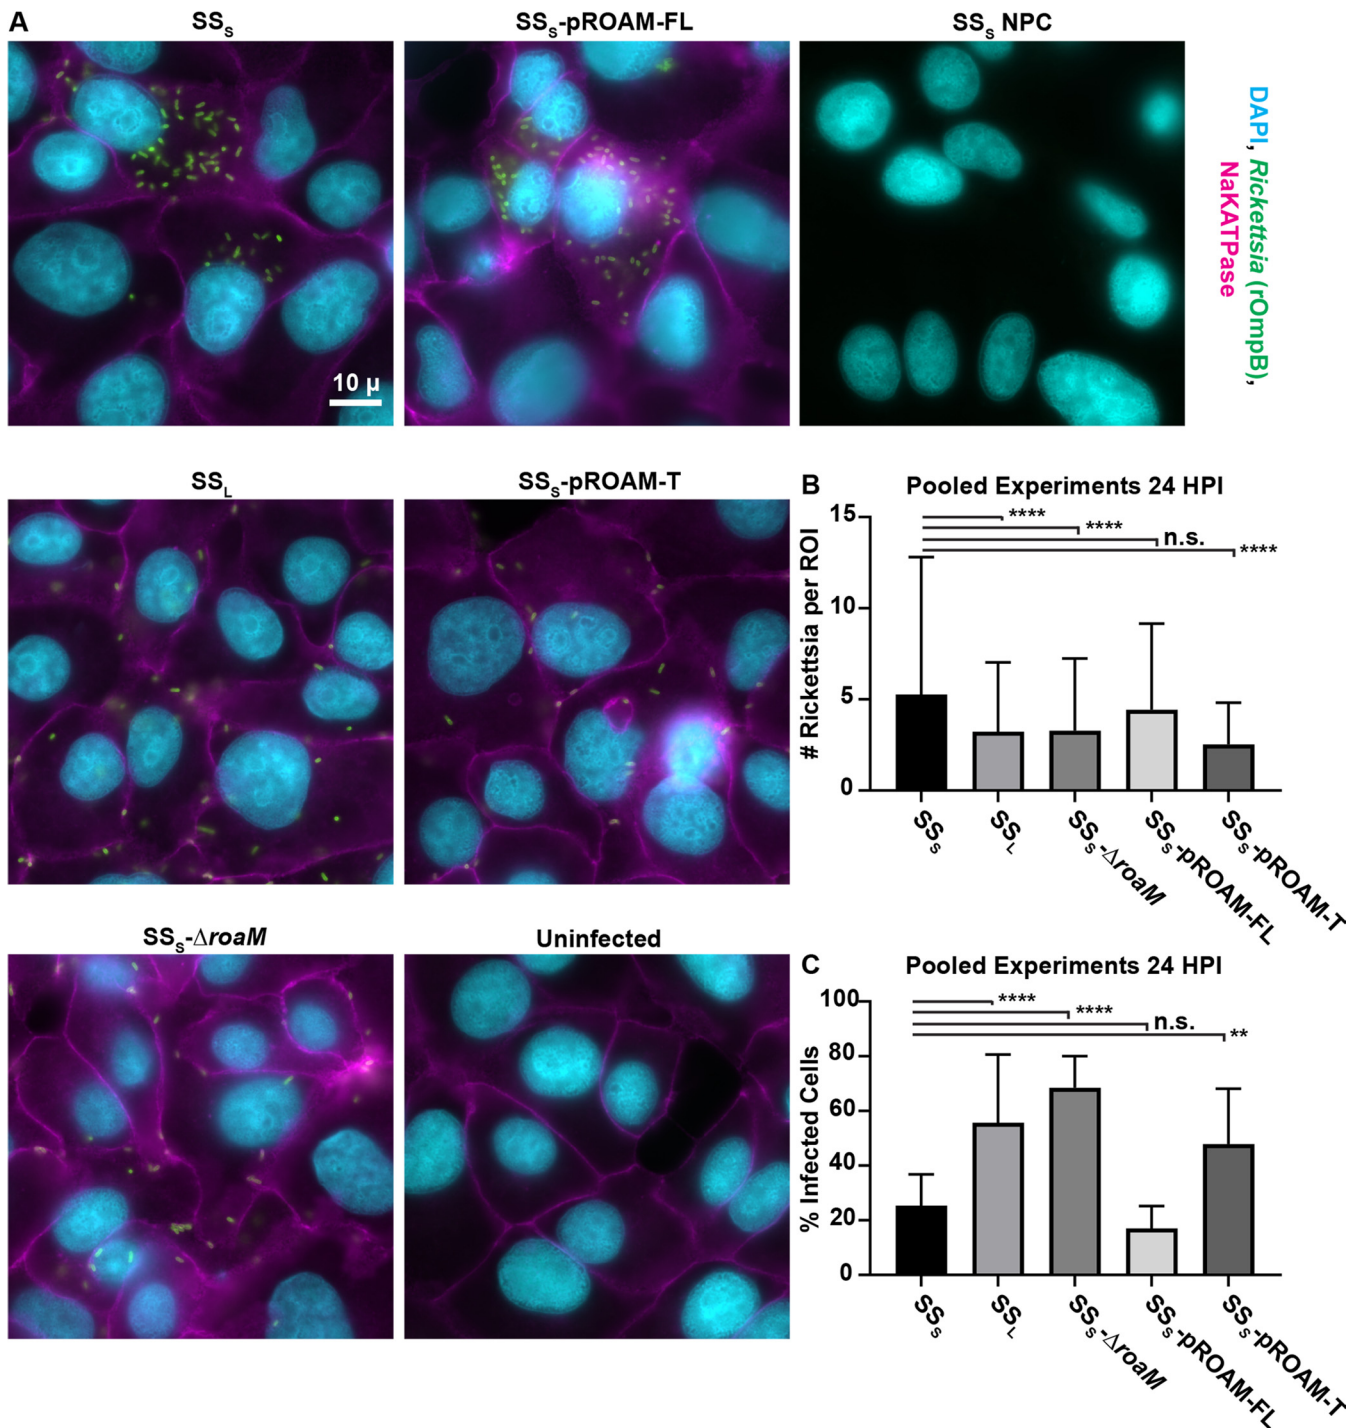 A
SSS
SSS-pROAM-FL
SSS NPC
10 µ
DAPI, Rickettsia (rOmpB),
NaKATPase
SSL
SSS-pROAM-T
SSS-ΔroaM
Uninfected
B
Pooled Experiments 24 HPI
# Rickettsia per ROI
15
10
5
0
****
****
n.s.
****
SSS
SSL
SSS-ΔroaM
SSS-pROAM-FL
SSS-pROAM-T
C
Pooled Experiments 24 HPI
% Infected Cells
100
80
60
40
20
0
****
****
n.s.
**
SSS
SSL
SSS-ΔroaM
SSS-pROAM-FL
SSS-pROAM-T